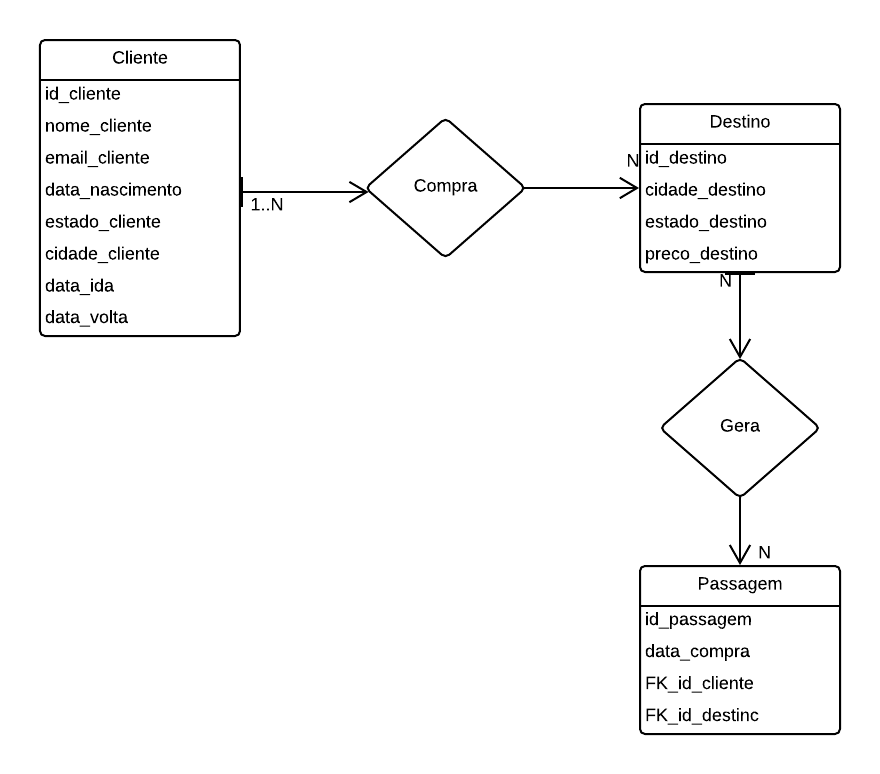 Cliente
id_cliente
nome_cliente
email_cliente
data_nascimento
estado_cliente
cidade_cliente
data_ida
data_volta
1..N
Compra
N
Destino
id_destino
cidade_destino
estado_destino
preco_destino
N
Gera
N
Passagem
id_passagem
data_compra
FK_id_cliente
FK_id_destinc